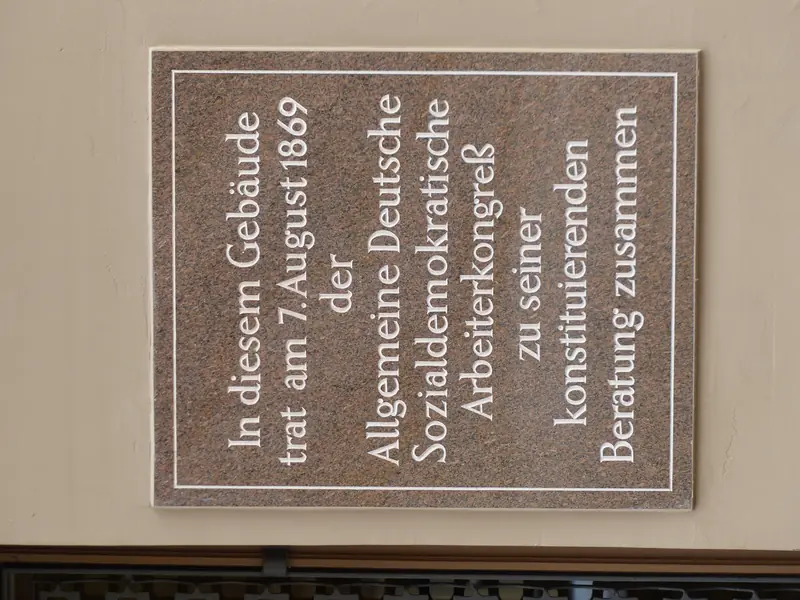 In diesem Gebäude
trat am 7. August 1869
der
Allgemeine Deutsche
Sozialdemokratische
Arbeiterkongreß
zu seiner
konstituierenden
Beratung zusammen